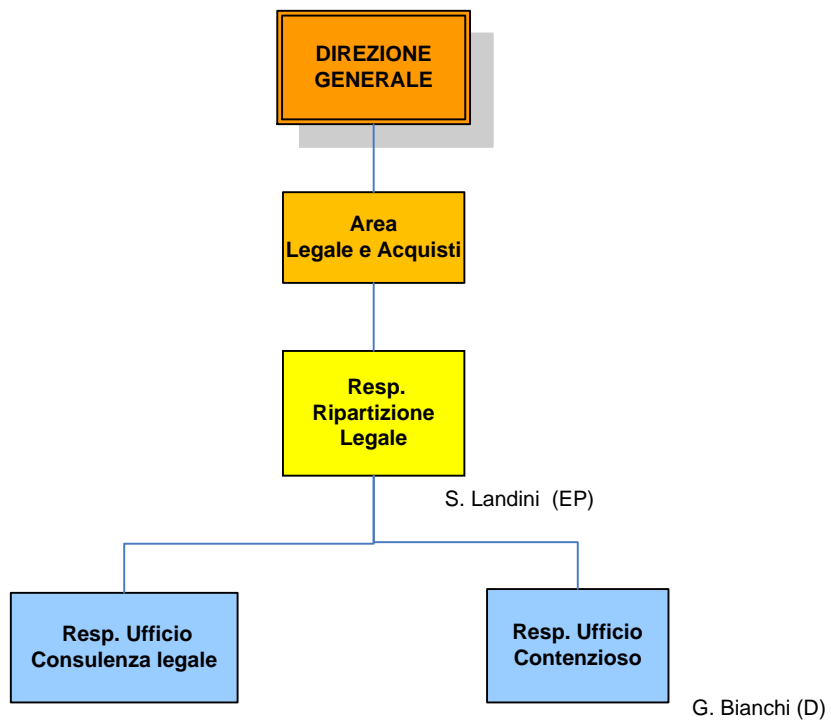 DIREZIONE
GENERALE
Area
Legale e Acquisti
Resp.
Ripartizione
Legale
S. Landini (EP)
Resp. Ufficio
Consulenza legale
Resp. Ufficio
Contenzioso
G. Bianchi (D)